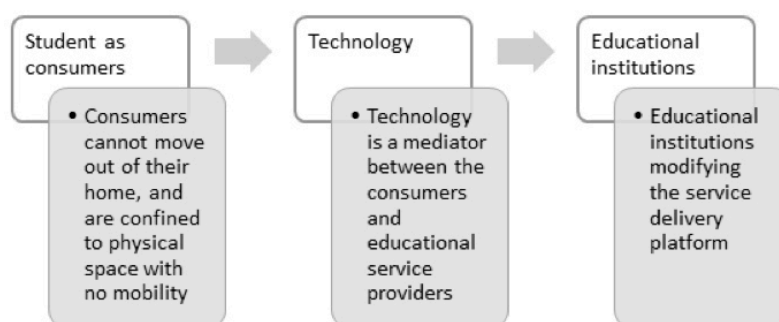 Student as
consumers
• Consumers
cannot move
out of their
home, and
are confined
to physical
space with
no mobility
Technology
• Technology
is a mediator
between the
consumers
and
educational
service
providers
Educational
institutions
• Educational
institutions
modifying
the service
delivery
platform